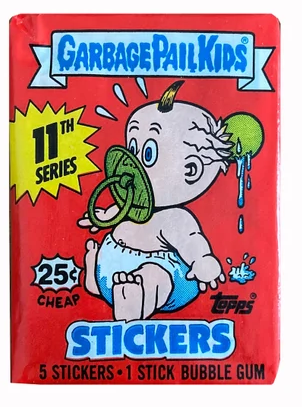 GARBAGE PAIL KIDS®
11TH
SERIES
25¢
CHEAP
topps®
STICKERS
5 STICKERS • 1 STICK BUBBLE GUM